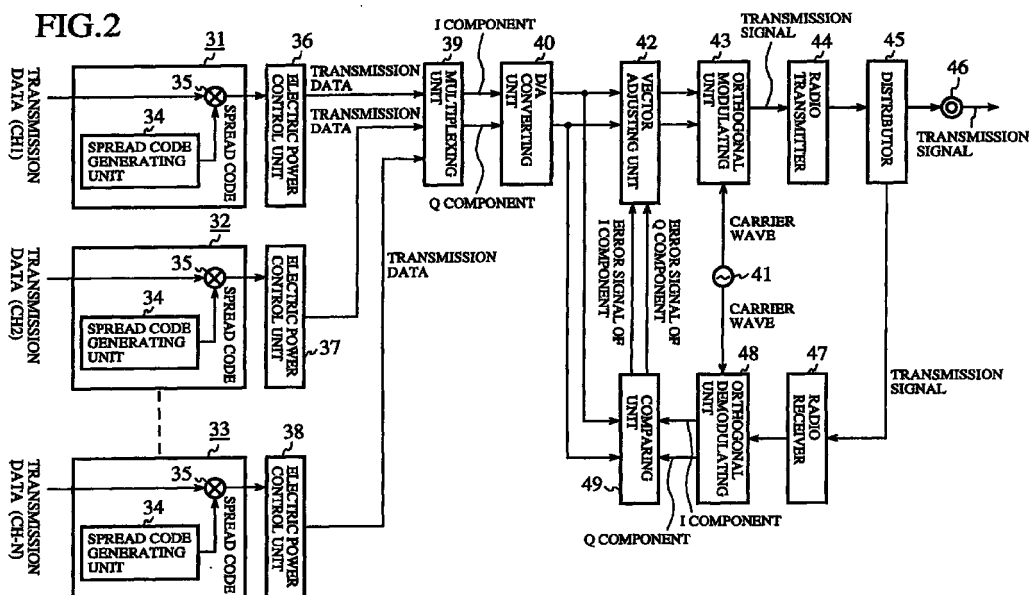 FIG.2
TRANSMISSION
DATA (CH1)
31
35
34
SPREAD CODE
GENERATING
UNIT
SPREAD CODE
36
ELECTRIC POWER
CONTROL UNIT
TRANSMISSION
DATA
TRANSMISSION
DATA
I COMPONENT
39
MULTIPLEXING
UNIT
Q COMPONENT
40
D/A
CONVERTING
UNIT
42
VECTOR
ADJUSTING UNIT
43
ORTHOGONAL
MODULATING
UNIT
TRANSMISSION
SIGNAL
44
RADIO
TRANSMITTER
45
DISTRIBUTOR
46
TRANSMISSION
SIGNAL
TRANSMISSION
DATA (CH2)
32
35
34
SPREAD CODE
GENERATING
UNIT
SPREAD CODE
ELECTRIC POWER
CONTROL UNIT
37
TRANSMISSION
DATA
ERROR SIGNAL OF
I COMPONENT
ERROR SIGNAL OF
Q COMPONENT
CARRIER
WAVE
41
CARRIER
WAVE
TRANSMISSION
DATA (CH-N)
33
35
34
SPREAD CODE
GENERATING
UNIT
SPREAD CODE
38
ELECTRIC POWER
CONTROL UNIT
COMPARING
UNIT
49
48
ORTHOGONAL
DEMODULATING
UNIT
47
RADIO
RECEIVER
TRANSMISSION
SIGNAL
I COMPONENT
Q COMPONENT